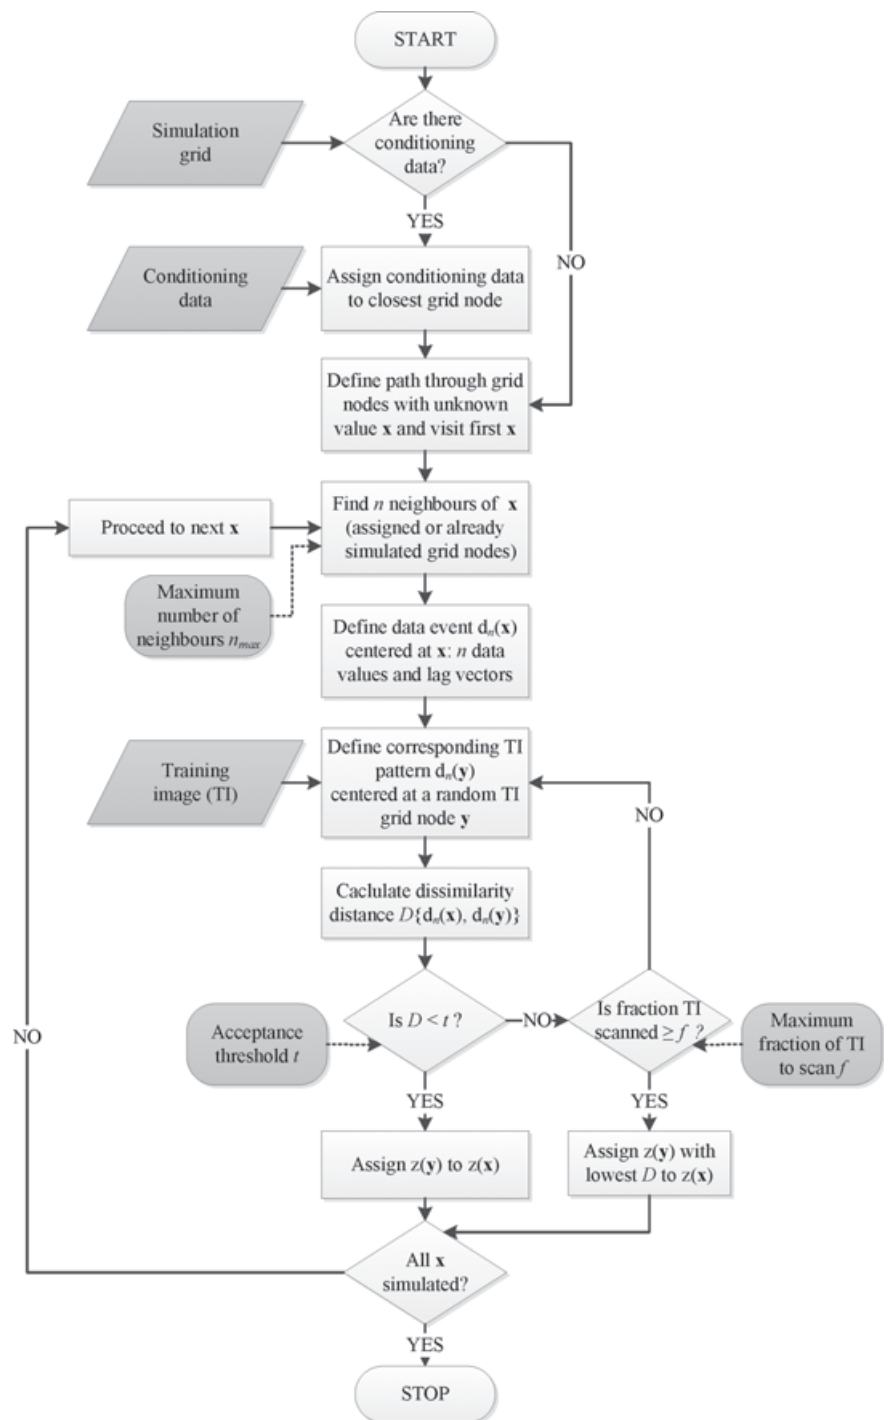 START
Simulation
grid
Are there
conditioning
data?
YES
NO
Conditioning
data
Assign conditioning data
to closest grid node
Define path through grid
nodes with unknown
value x and visit first x
Proceed to next x
Find n neighbours of x
(assigned or already
simulated grid nodes)
Maximum
number of
neighbours nmax
Define data event dn(x)
centered at x: n data
values and lag vectors
Training
image (TI)
Define corresponding TI
pattern dn(y)
centered at a random TI
grid node y
NO
Caclulate dissimilarity
distance D{dn(x), dn(y)}
NO
Acceptance
threshold t
Is D < t ?
NO
Is fraction TI
scanned ≥ f ?
Maximum
fraction of TI
to scan f
YES
YES
Assign z(y) to z(x)
Assign z(y) with
lowest D to z(x)
All x
simulated?
YES
STOP